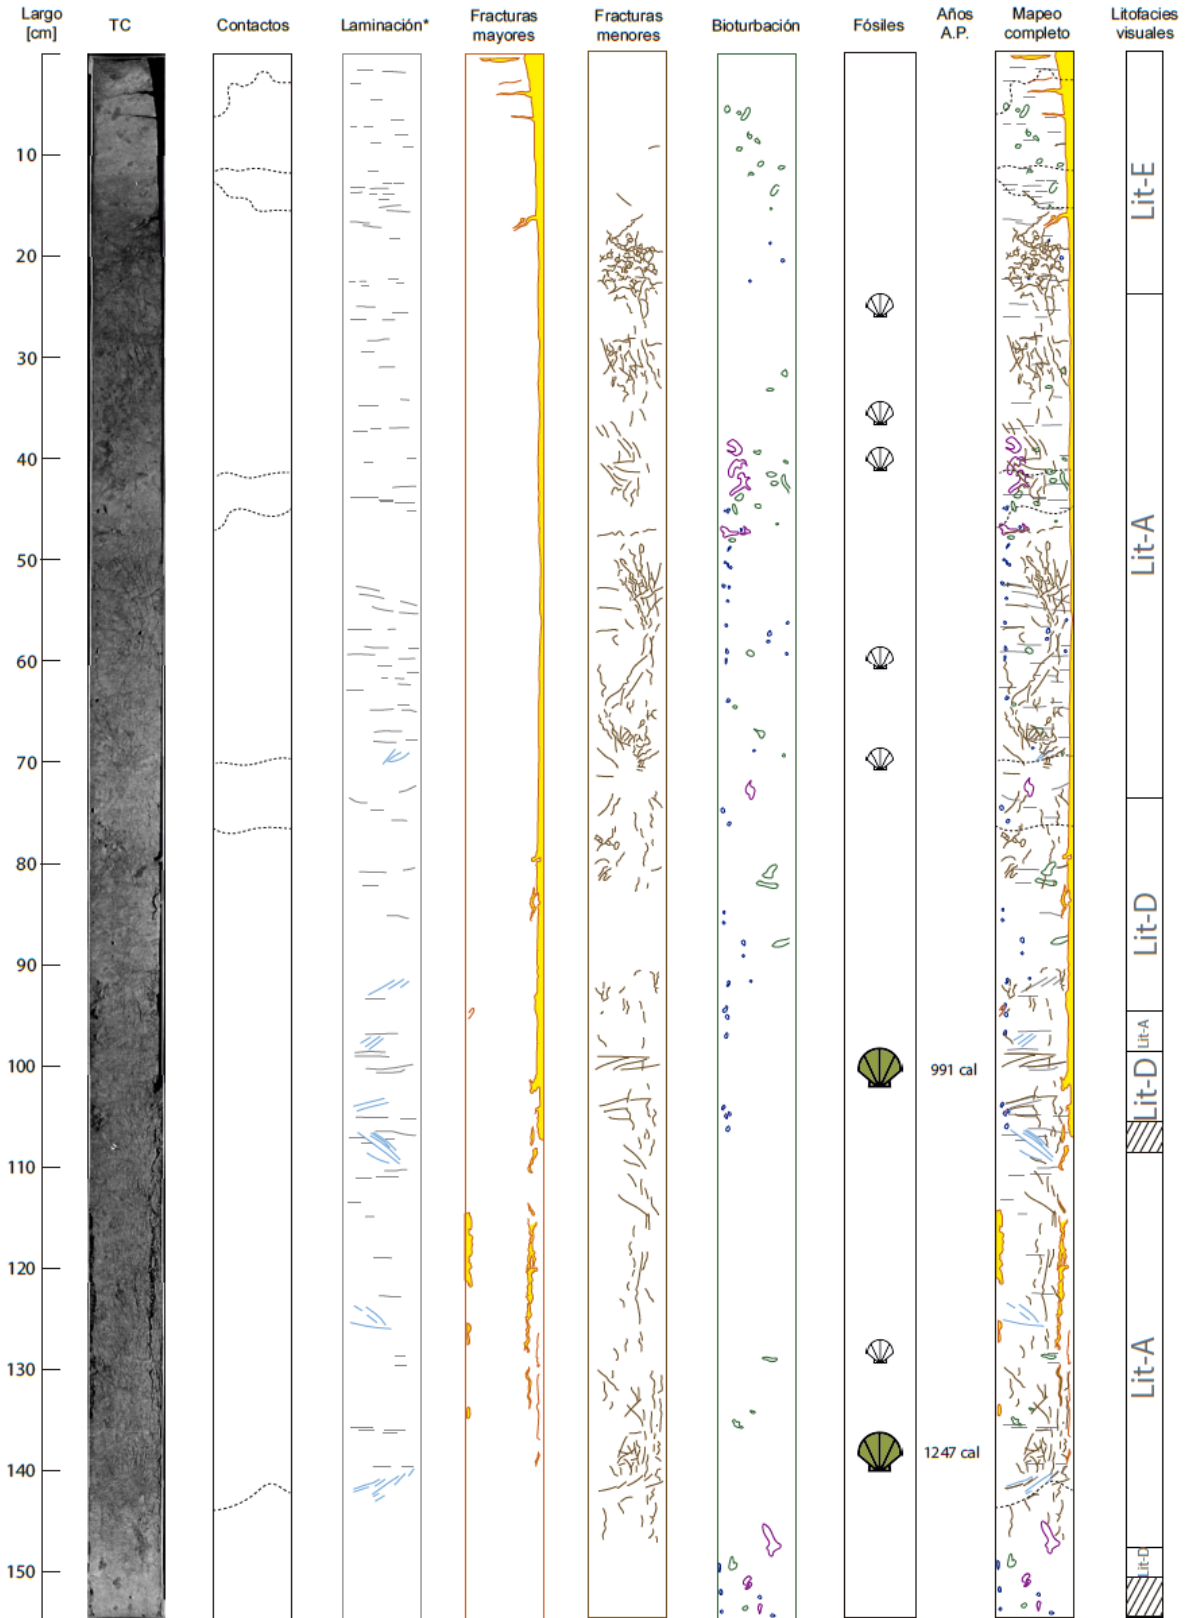 Largo
[cm]
TC
Contactos
Laminación*
Fracturas
mayores
Fracturas
menores
Bioturbación
Fósiles
Años
A.P.
Mapeo
completo
Litofacies
visuales
10
20
30
40
50
60
70
80
90
100
110
120
130
140
150
991 cal
1247 cal
Lit-E
Lit-A
Lit-D
Lit-A
Lit-D
Lit-A
Lit-D